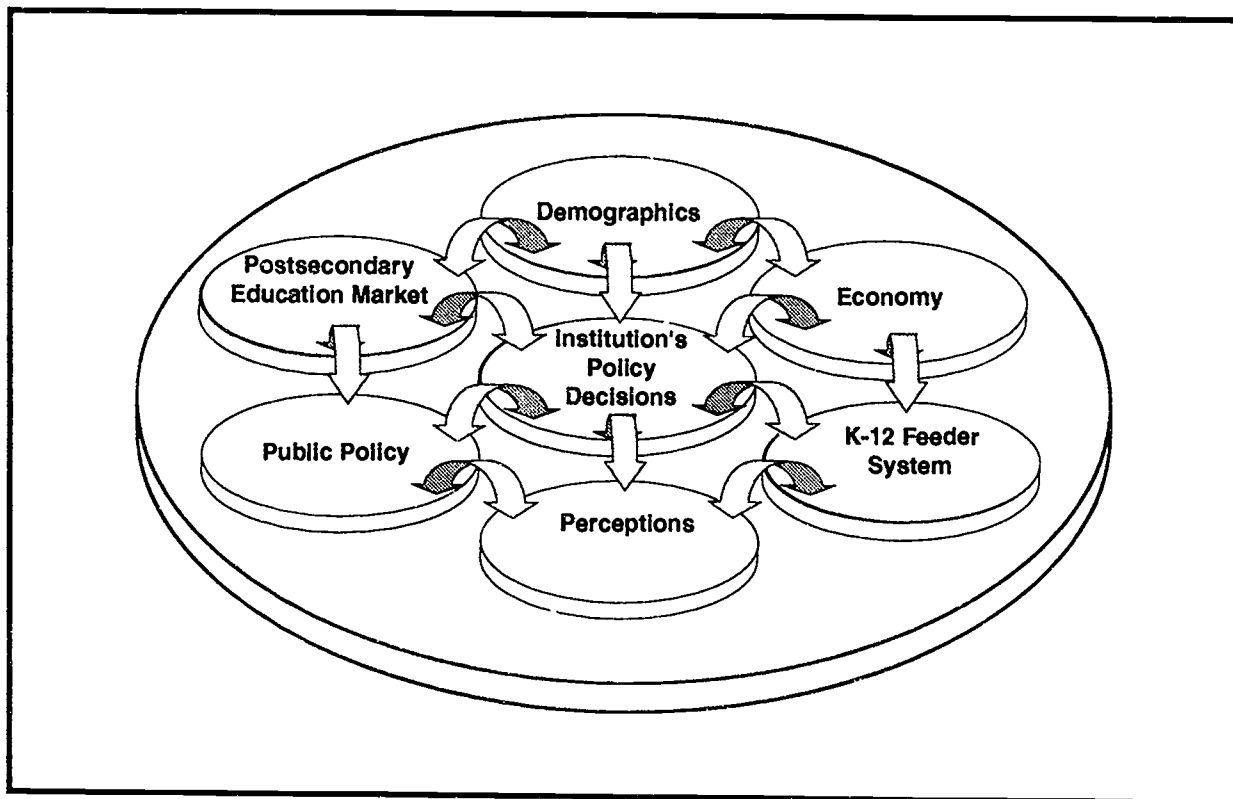 Demographics
Postsecondary
Education Market
Economy
Institution's
Policy
Decisions
Public Policy
K-12 Feeder
System
Perceptions